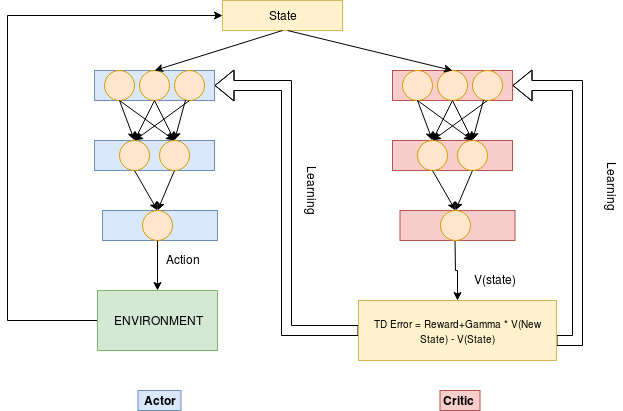 State
Learning
Learning
Action
V(state)
ENVIRONMENT
TD Error = Reward+Gamma * V(New
State) - V(State)
Actor
Critic